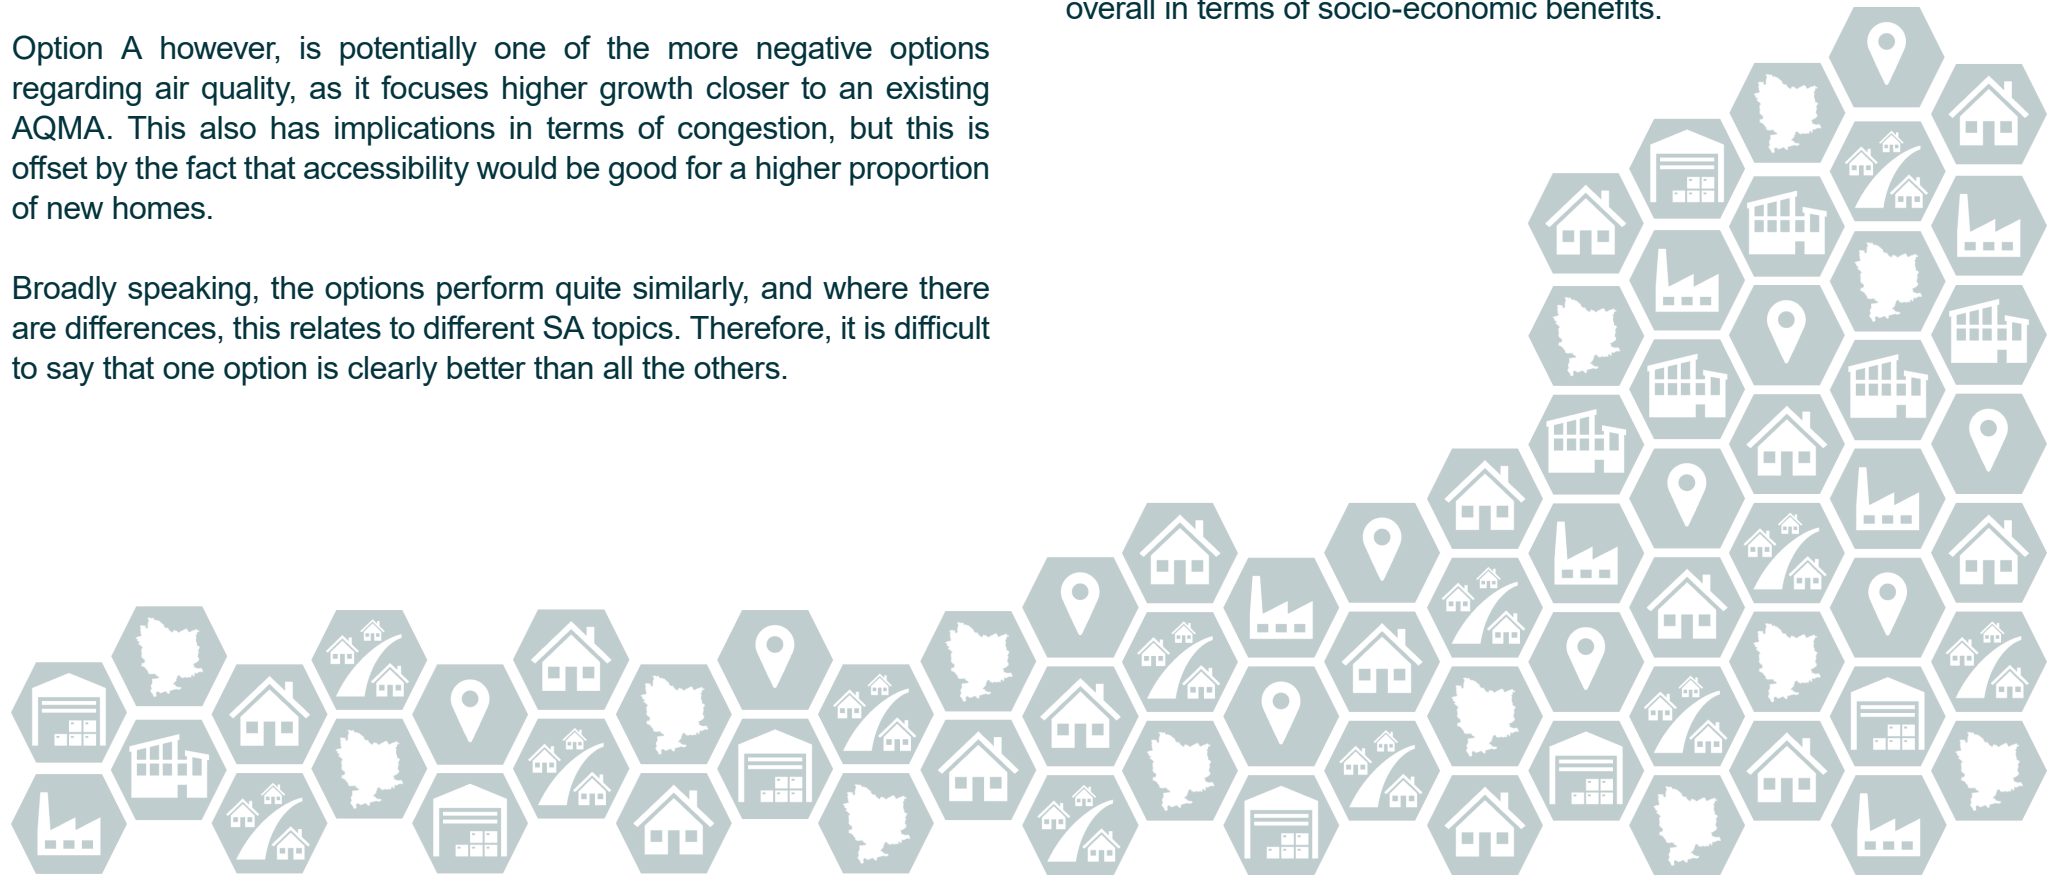 Option A however, is potentially one of the more negative options
regarding air quality, as it focuses higher growth closer to an existing
AQMA. This also has implications in terms of congestion, but this is
offset by the fact that accessibility would be good for a higher proportion
of new homes.
Broadly speaking, the options perform quite similarly, and where there
are differences, this relates to different SA topics. Therefore, it is difficult
to say that one option is clearly better than all the others.
overall in terms of socio-economic benefits.